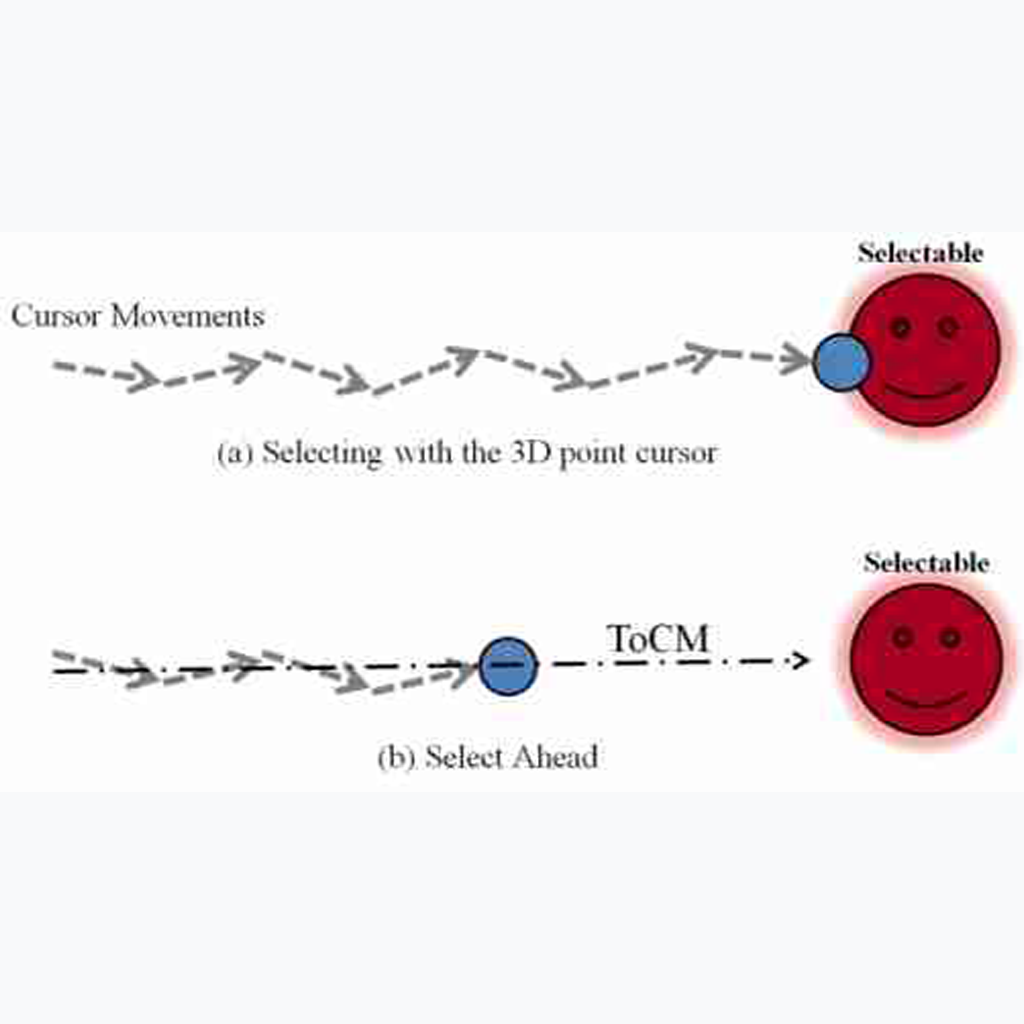 Selectable
Cursor Movements
(a) Selecting with the 3D point cursor
Selectable
ToCM
(b) Select Ahead